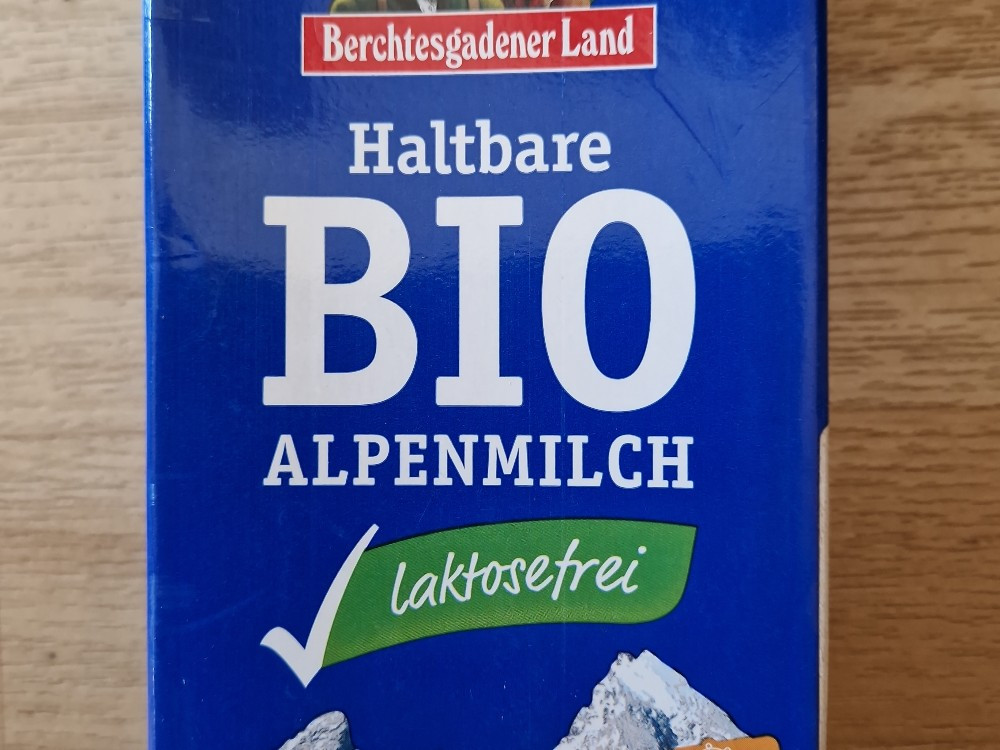 Berchtesgadener Land
Haltbare
BIO
ALPENMILCH
laktosefrei